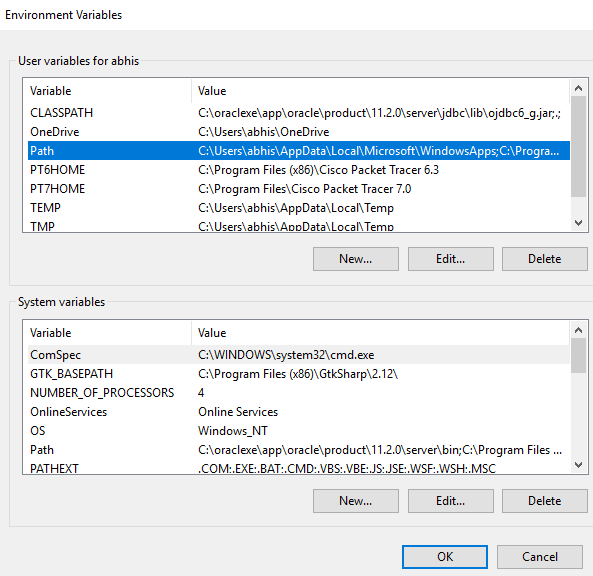 Environment Variables
User variables for abhis
Variable Value
CLASSPATH C:\oraclexe\app\oracle\product\11.2.0\server\jdbc\lib\ojdbc6_g.jar;.;
OneDrive C:\Users\abhis\OneDrive
Path C:\Users\abhis\AppData\Local\Microsoft\WindowsApps;C:\Progra...
PT6HOME C:\Program Files (x86)\Cisco Packet Tracer 6.3
PT7HOME C:\Program Files\Cisco Packet Tracer 7.0
TEMP C:\Users\abhis\AppData\Local\Temp
TMP C:\Users\abhis\AppData\Local\Temp
New... Edit... Delete
System variables
Variable Value
ComSpec C:\WINDOWS\system32\cmd.exe
GTK_BASEPATH C:\Program Files (x86)\GtkSharp\2.12\
NUMBER_OF_PROCESSORS 4
OnlineServices Online Services
OS Windows_NT
Path C:\oraclexe\app\oracle\product\11.2.0\server\bin;C:\Program Files ...
PATHEXT .COM;.EXE;.BAT;.CMD;.VBS;.VBE;.JS;.JSE;.WSF;.WSH;.MSC
New... Edit... Delete
OK Cancel